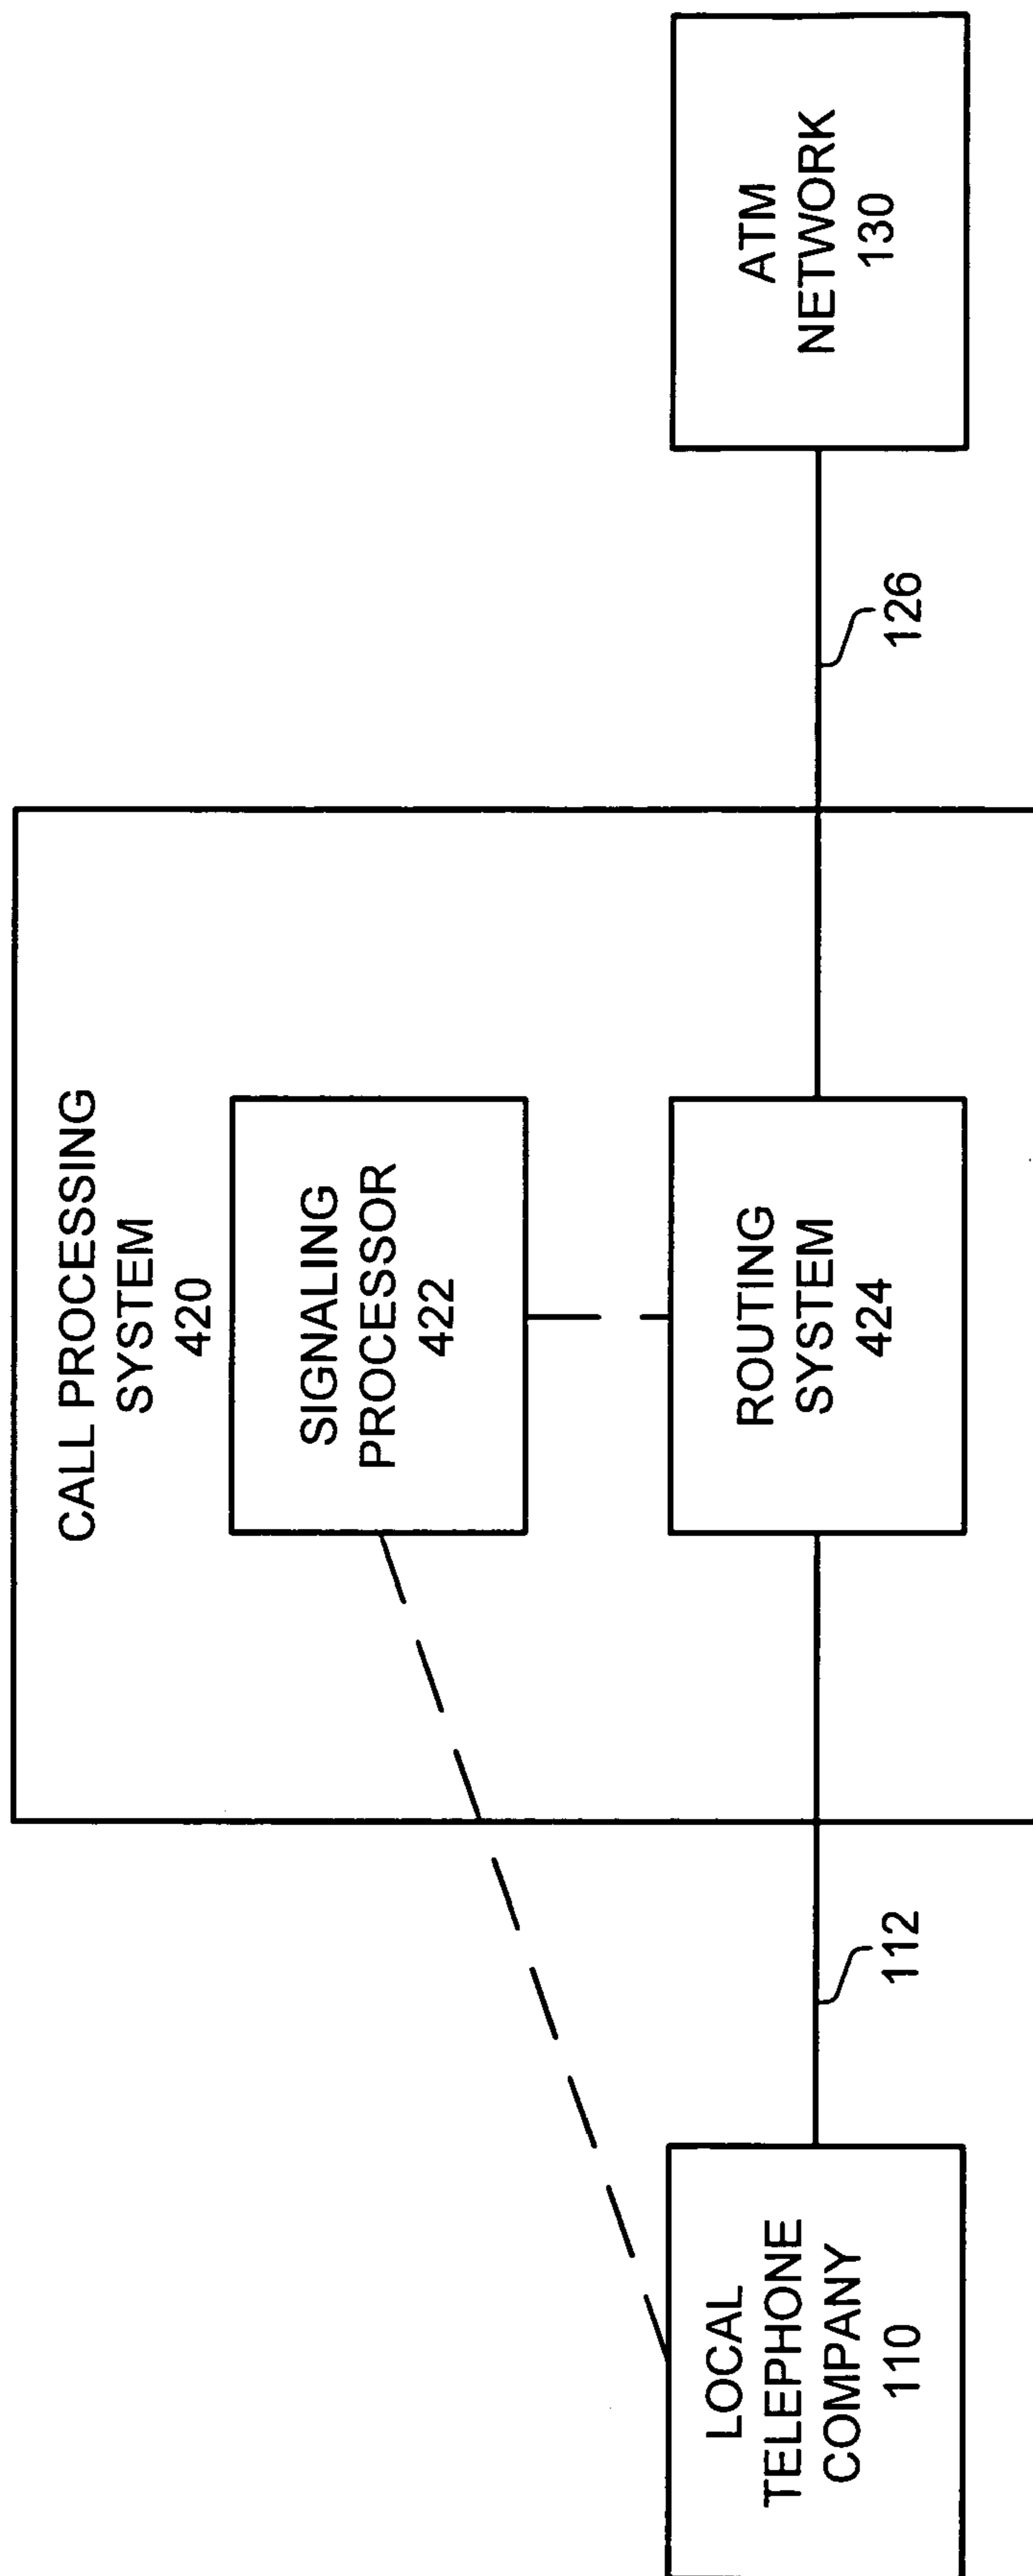 CALL PROCESSING
SYSTEM
420
SIGNALING
PROCESSOR
422
LOCAL
TELEPHONE
COMPANY
110
112
ROUTING
SYSTEM
424
126
ATM
NETWORK
130